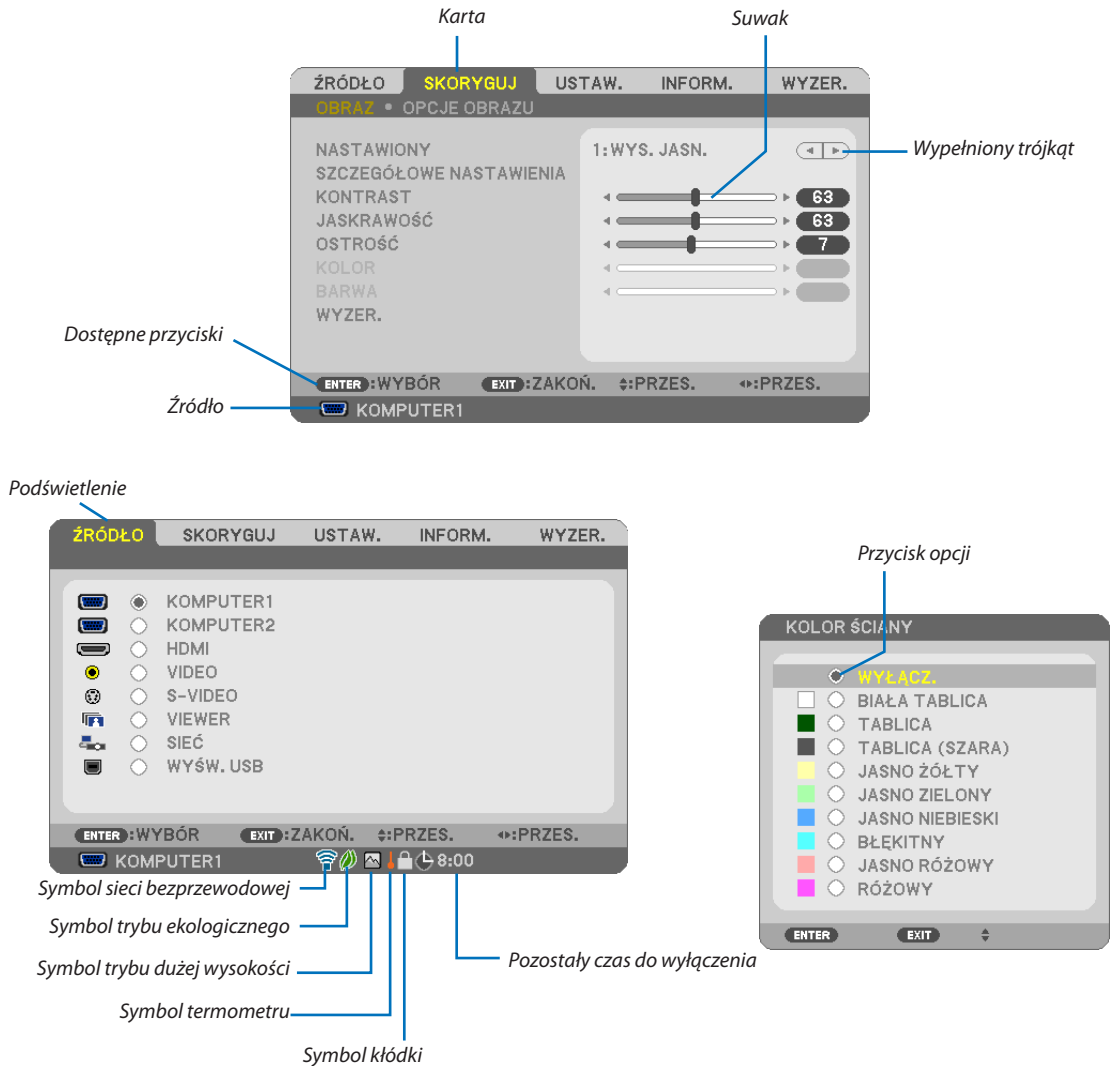 Karta
Suwak
ŹRÓDŁO SKORYGUJ USTAW. INFORM. WYZER.
OBRAZ • OPCJE OBRAZU
NASTAWIONY 1:WYS. JASN.
Wypełniony trójkąt
SZCZEGÓŁOWE NASTAWIENIA
KONTRAST 63
JASKRAWOŚĆ 63
OSTROŚĆ 7
KOLOR
BARWA
WYZER.
Dostępne przyciski
ENTER :WYBÓR EXIT :ZAKOŃ. :PRZES. :PRZES.
Źródło
KOMPUTER1
Podświetlenie
ŹRÓDŁO SKORYGUJ USTAW. INFORM. WYZER.
KOMPUTER1
KOMPUTER2
HDMI
VIDEO
S-VIDEO
VIEWER
SIEĆ
WYŚW. USB
ENTER :WYBÓR EXIT :ZAKOŃ. :PRZES. :PRZES.
KOMPUTER1 8:00
Symbol sieci bezprzewodowej
Symbol trybu ekologicznego
Symbol trybu dużej wysokości
Symbol termometru
Symbol kłódki
Pozostały czas do wyłączenia
Przycisk opcji
KOLOR ŚCIANY
WYŁĄCZ.
BIAŁA TABLICA
TABLICA
TABLICA (SZARA)
JASNO ŻÓŁTY
JASNO ZIELONY
JASNO NIEBIESKI
BŁĘKITNY
JASNO RÓŻOWY
RÓŻOWY
ENTER EXIT